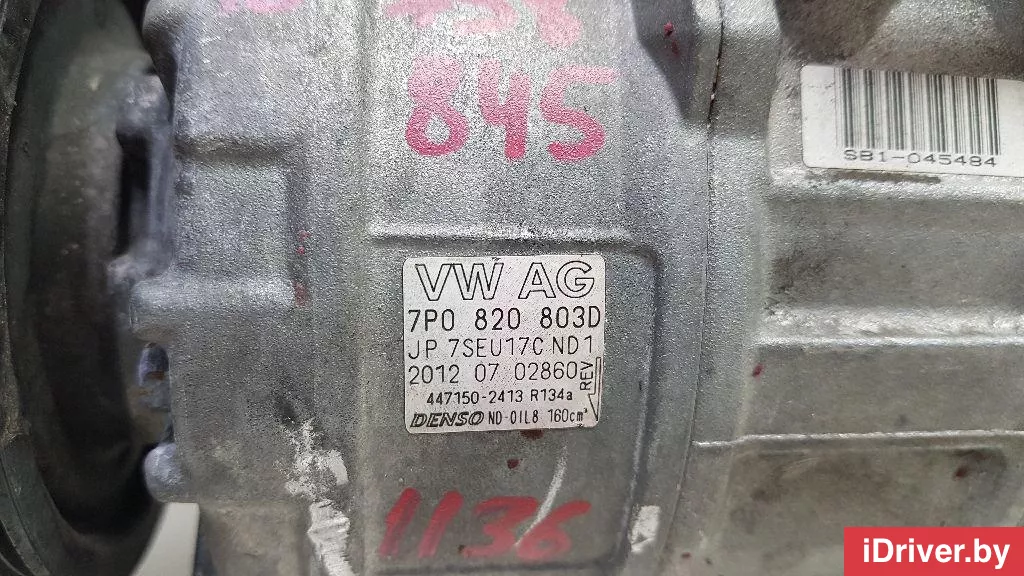 845
SB1-045484
VW AG
7P0 820 803D
JP 7SEU17C ND1
2012 07 02860
REV
447150-2413 R134a
DENSO ND-OIL8 160cm³
1136
iDriver.by